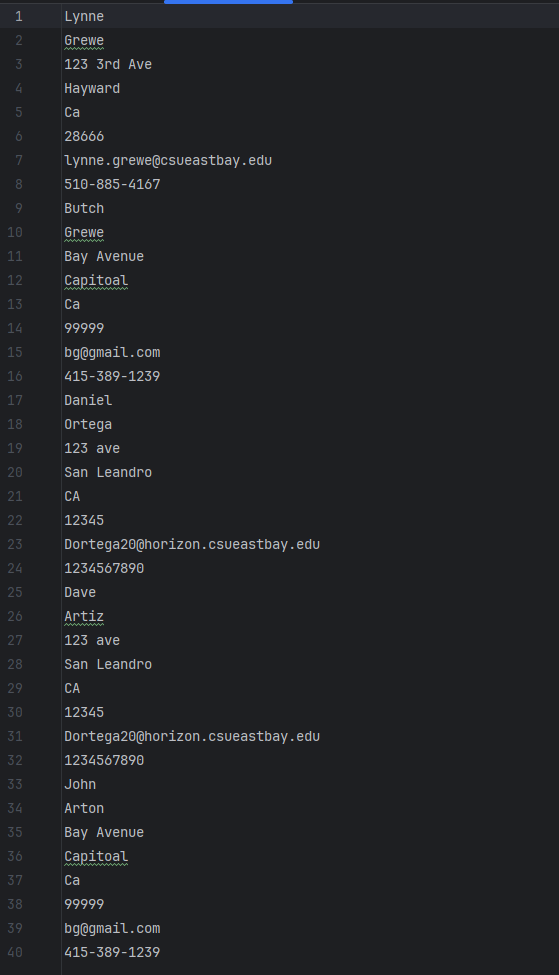 1 Lynne
2 Grewe
3 123 3rd Ave
4 Hayward
5 Ca
6 28666
7 lynne.grewe@csueastbay.edu
8 510-885-4167
9 Butch
10 Grewe
11 Bay Avenue
12 Capitoal
13 Ca
14 99999
15 bg@gmail.com
16 415-389-1239
17 Daniel
18 Ortega
19 123 ave
20 San Leandro
21 CA
22 12345
23 Dortega20@horizon.csueastbay.edu
24 1234567890
25 Dave
26 Artiz
27 123 ave
28 San Leandro
29 CA
30 12345
31 Dortega20@horizon.csueastbay.edu
32 1234567890
33 John
34 Arton
35 Bay Avenue
36 Capitoal
37 Ca
38 99999
39 bg@gmail.com
40 415-389-1239